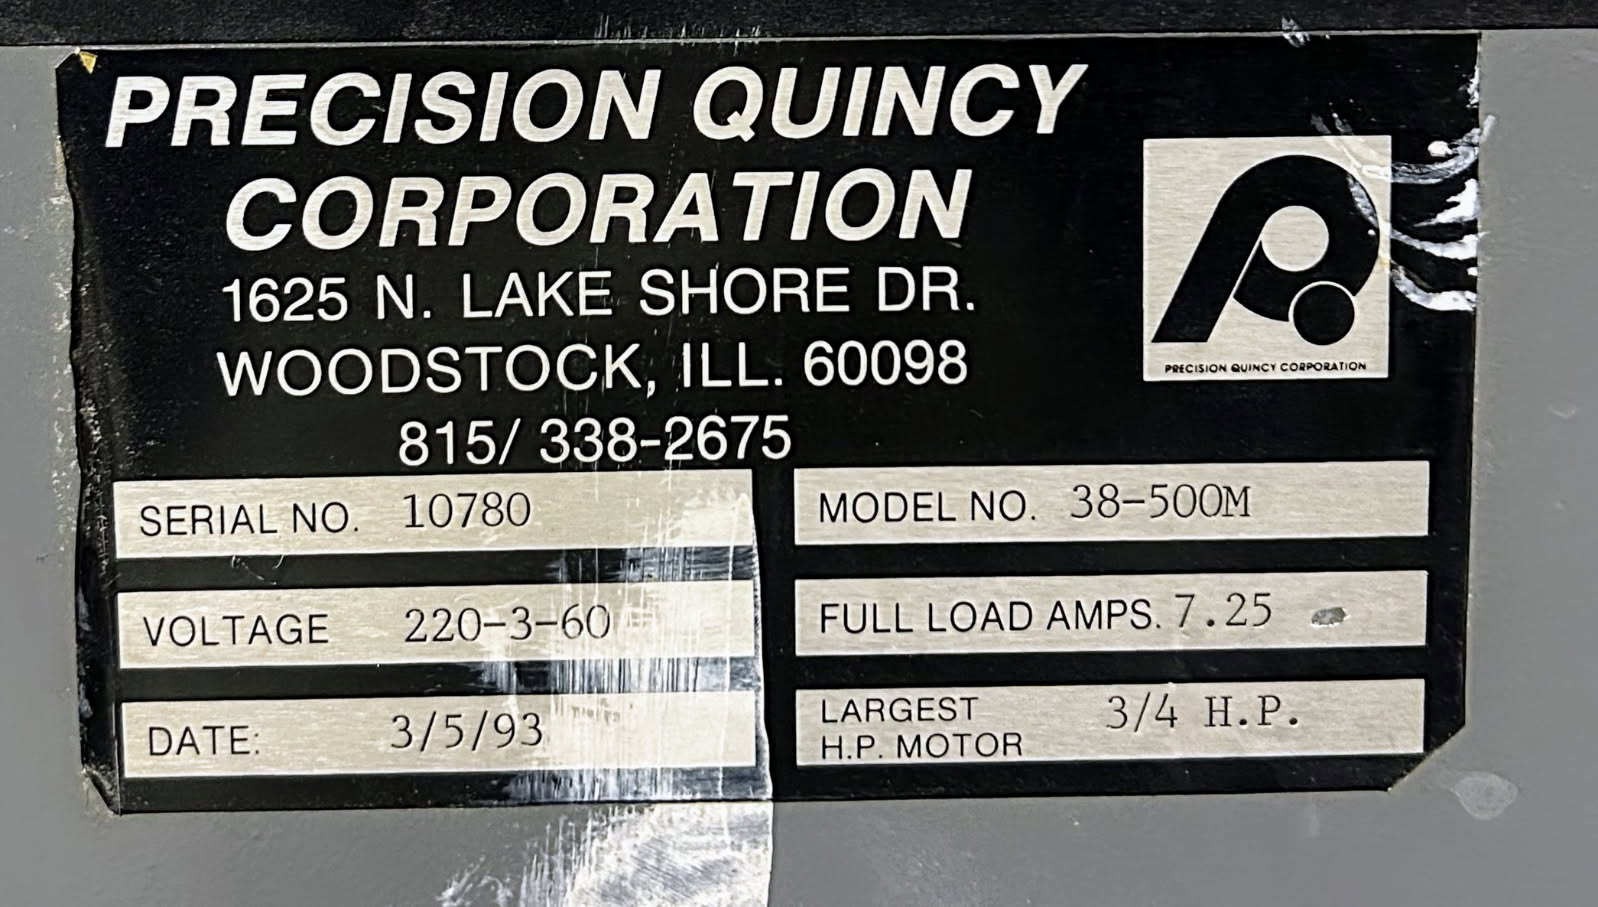 PRECISION QUINCY
CORPORATION
1625 N. LAKE SHORE DR.
WOODSTOCK, ILL. 60098
815/ 338-2675
PRECISION QUINCY CORPORATION
SERIAL NO. 10780
MODEL NO. 38-500M
VOLTAGE 220-3-60
FULL LOAD AMPS. 7.25
DATE: 3/5/93
LARGEST
H.P. MOTOR 3/4 H.P.